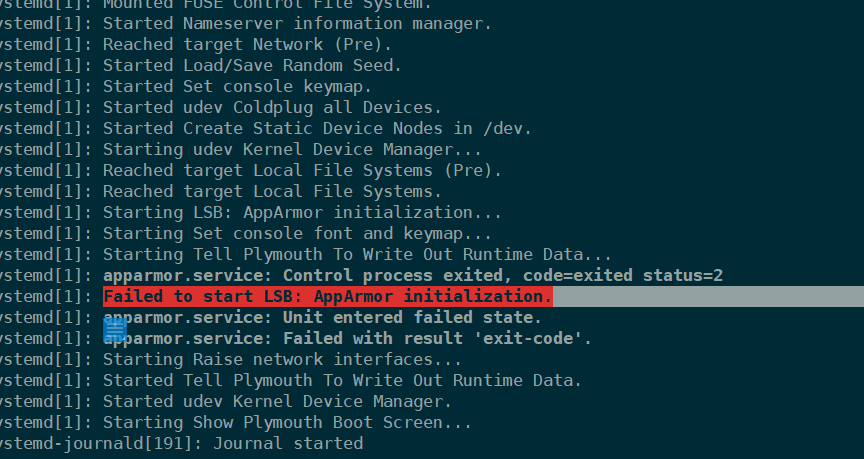 ystemd[1]: Mounted FUSE Control File System.
ystemd[1]: Started Nameserver information manager.
ystemd[1]: Reached target Network (Pre).
ystemd[1]: Started Load/Save Random Seed.
ystemd[1]: Started Set console keymap.
ystemd[1]: Started udev Coldplug all Devices.
ystemd[1]: Started Create Static Device Nodes in /dev.
ystemd[1]: Starting udev Kernel Device Manager...
ystemd[1]: Reached target Local File Systems (Pre).
ystemd[1]: Reached target Local File Systems.
ystemd[1]: Starting LSB: AppArmor initialization...
ystemd[1]: Starting Set console font and keymap...
ystemd[1]: Starting Tell Plymouth To Write Out Runtime Data...
ystemd[1]: apparmor.service: Control process exited, code=exited status=2
ystemd[1]: Failed to start LSB: AppArmor initialization.
ystemd[1]: apparmor.service: Unit entered failed state.
ystemd[1]: apparmor.service: Failed with result 'exit-code'.
ystemd[1]: Starting Raise network interfaces...
ystemd[1]: Started Tell Plymouth To Write Out Runtime Data.
ystemd[1]: Started udev Kernel Device Manager.
ystemd[1]: Starting Show Plymouth Boot Screen...
ystemd-journald[191]: Journal started